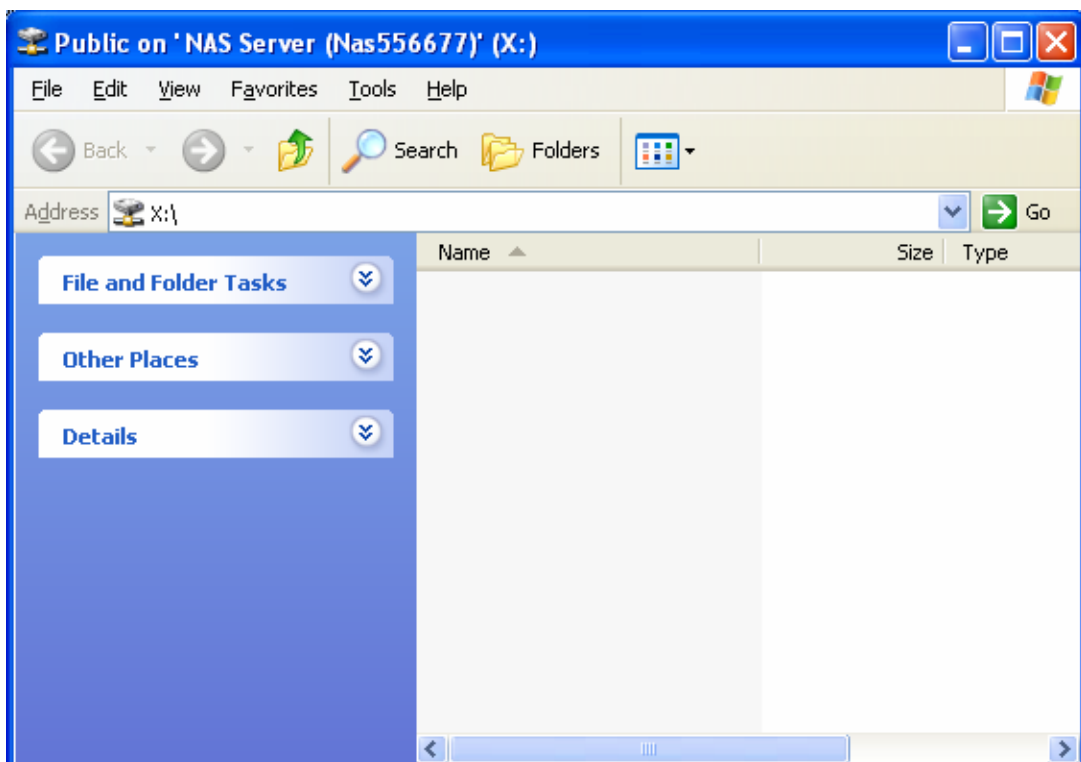 Public on 'NAS Server (Nas556677)' (X:)
File Edit View Favorites Tools Help
Back Search Folders
Address X:\ Go
Name Size Type
File and Folder Tasks
Other Places
Details